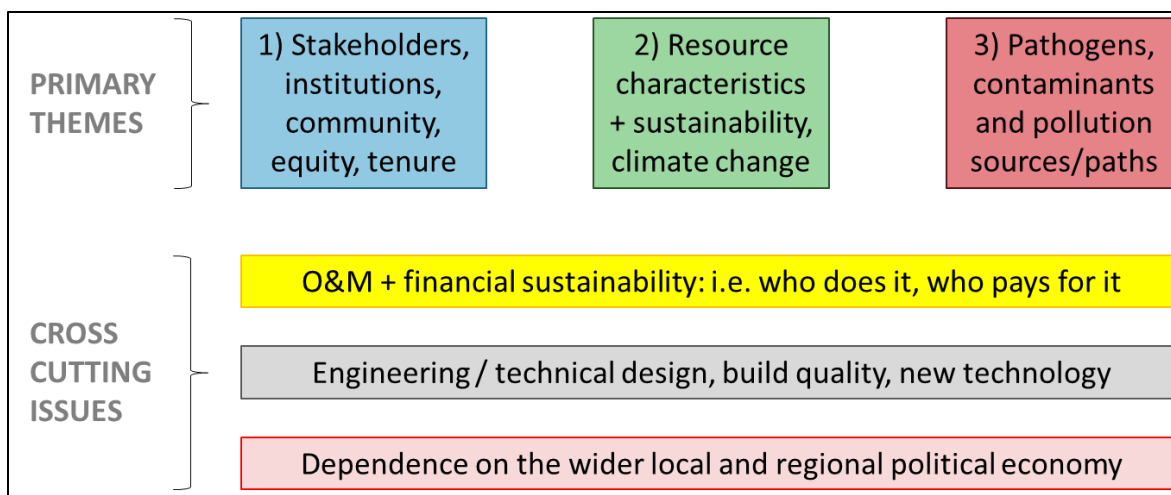 PRIMARY
THEMES
1) Stakeholders,
institutions,
community,
equity, tenure
2) Resource
characteristics
+ sustainability,
climate change
3) Pathogens,
contaminants
and pollution
sources/paths
CROSS
CUTTING
ISSUES
O&M + financial sustainability: i.e. who does it, who pays for it
Engineering / technical design, build quality, new technology
Dependence on the wider local and regional political economy